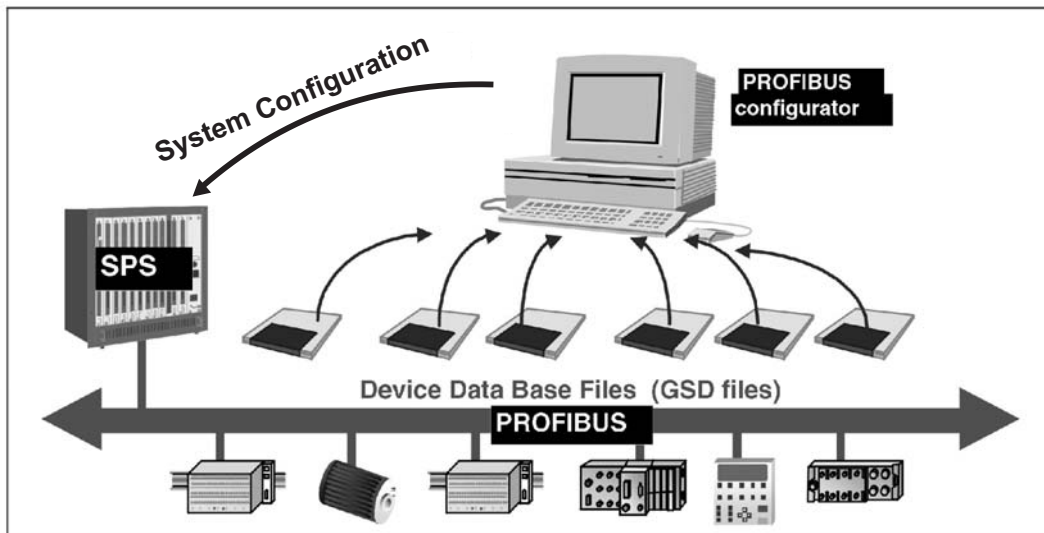 System Configuration
PROFIBUS
configurator
SPS
Device Data Base Files (GSD files)
PROFIBUS